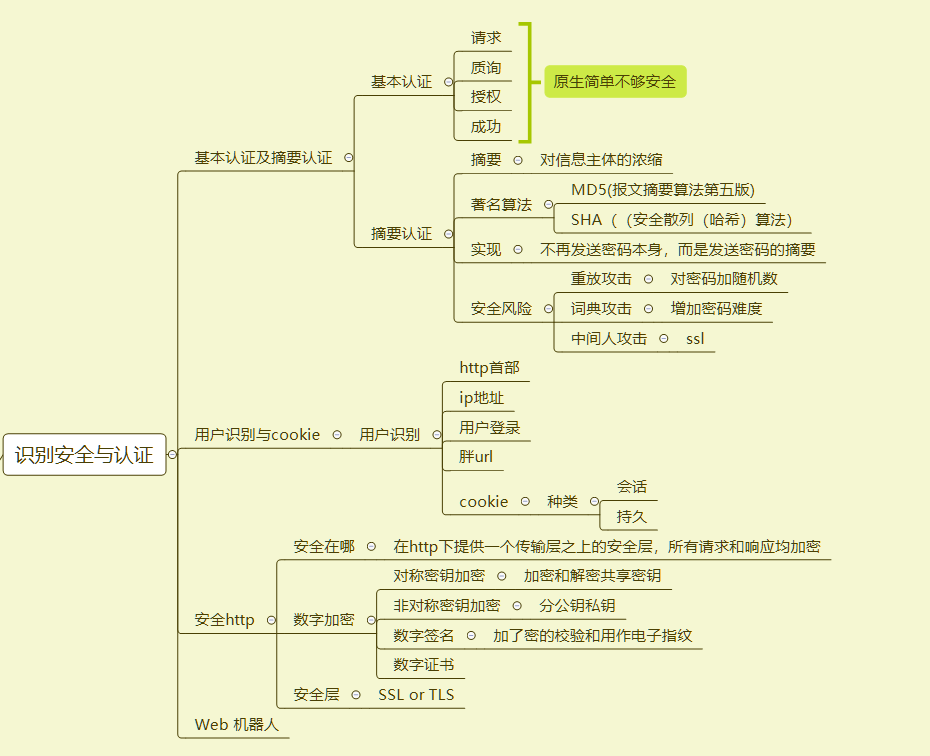 识别安全与认证
基本认证及摘要认证
基本认证
请求
质询
授权
成功
原生简单不够安全
摘要认证
摘要
对信息主体的浓缩
著名算法
MD5(报文摘要算法第五版)
SHA（（安全散列（哈希）算法）
实现
不再发送密码本身，而是发送密码的摘要
安全风险
重放攻击
对密码加随机数
词典攻击
增加密码难度
中间人攻击
ssl
用户识别与cookie
用户识别
http首部
ip地址
用户登录
胖url
cookie
种类
会话
持久
安全http
安全在哪
在http下提供一个传输层之上的安全层，所有请求和响应均加密
数字加密
对称密钥加密
加密和解密共享密钥
非对称密钥加密
分公钥私钥
数字签名
加了密的校验和用作电子指纹
数字证书
安全层
SSL or TLS
Web 机器人